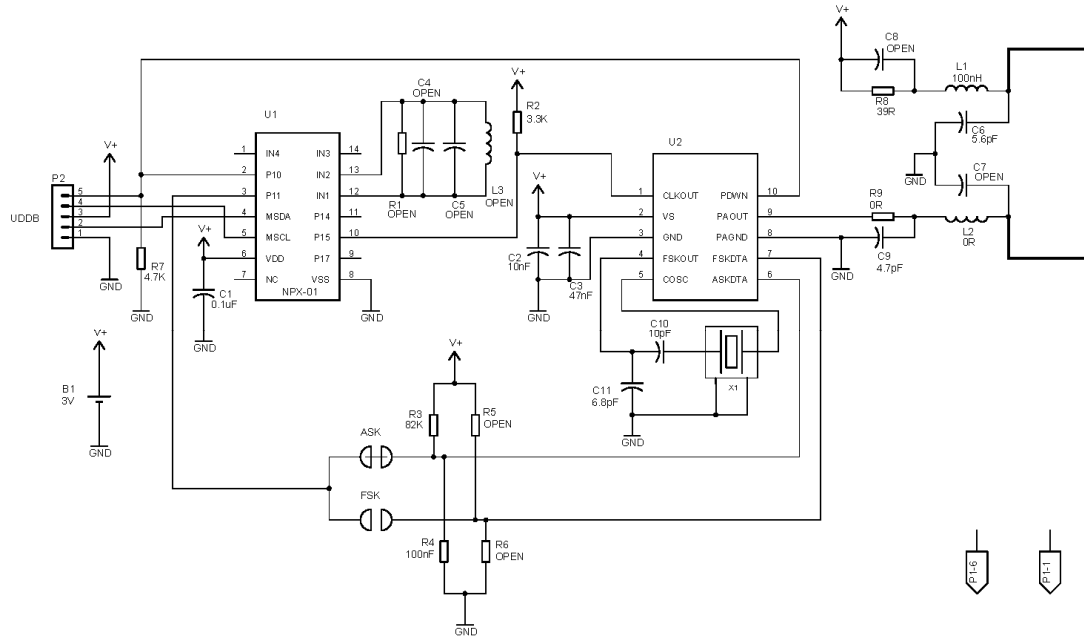 V+
C8
OPEN
L1
100nH
R8
39R
C6
5.6pF
C7
OPEN
GND
R9
0R
L2
0R
C9
4.7pF
GND
C4
OPEN
V+
R2
3.3K
U1
1 IN4 IN3 14
2 P10 IN2 13
3 P11 IN1 12
4 MSDA P14 11
5 MSCL P15 10
6 VDD P17 9
7 NC VSS 8
NPX-01
R1
OPEN
C5
OPEN
L3
OPEN
U2
1 CLKOUT PDWN 10
2 VS PAOUT 9
3 GND PAGND 8
4 FSKOUT FSKDTA 7
5 COSC ASKDTA 6
V+
P2
UDDB
5
4
3
2
1
GND
R7
4.7K
GND
V+
C1
0.1uF
GND
GND
V+
C2
10nF
C3
47nF
GND
C10
10pF
C11
6.8pF
X1
GND
V+
B1
3V
GND
V+
R3
82K
R5
OPEN
ASK
FSK
R4
100nF
R6
OPEN
GND
P1-6
P1-1